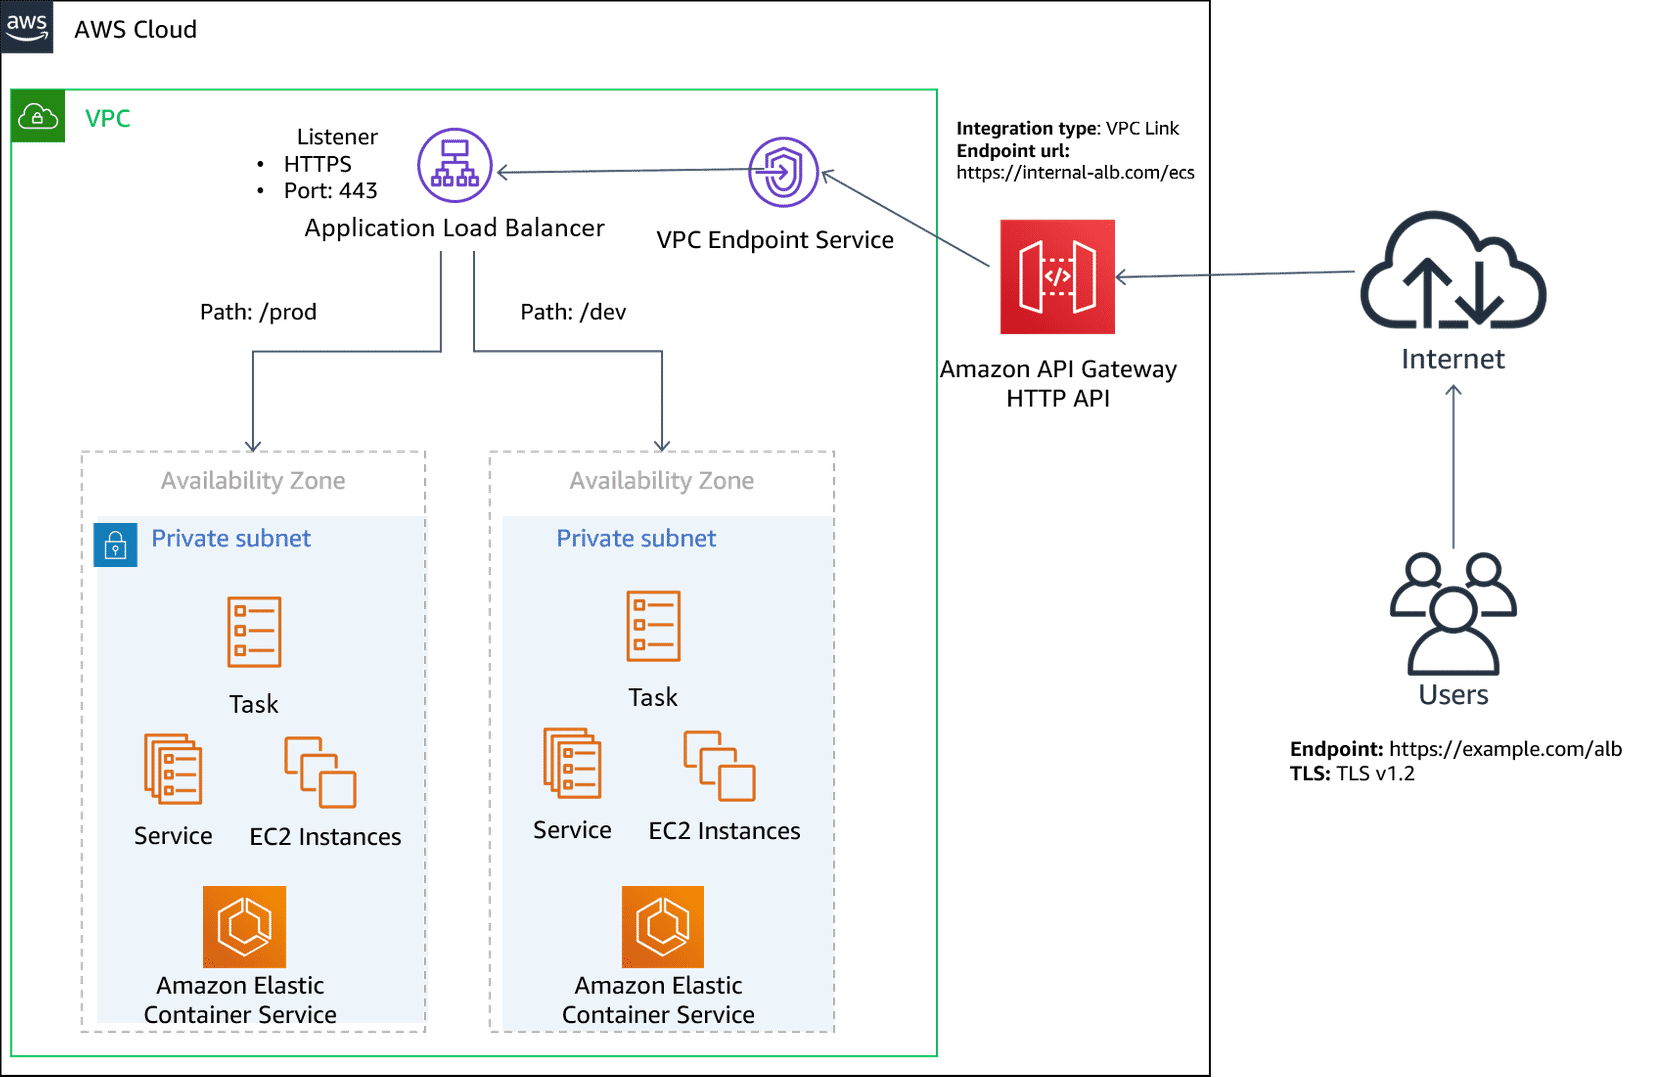 aws
AWS Cloud
VPC
Listener
• HTTPS
• Port: 443
Application Load Balancer
VPC Endpoint Service
Integration type: VPC Link
Endpoint url:
https://internal-alb.com/ecs
Amazon API Gateway
HTTP API
Internet
Users
Endpoint: https://example.com/alb
TLS: TLS v1.2
Path: /prod
Path: /dev
Availability Zone
Private subnet
Task
Service
EC2 Instances
Amazon Elastic
Container Service
Availability Zone
Private subnet
Task
Service
EC2 Instances
Amazon Elastic
Container Service